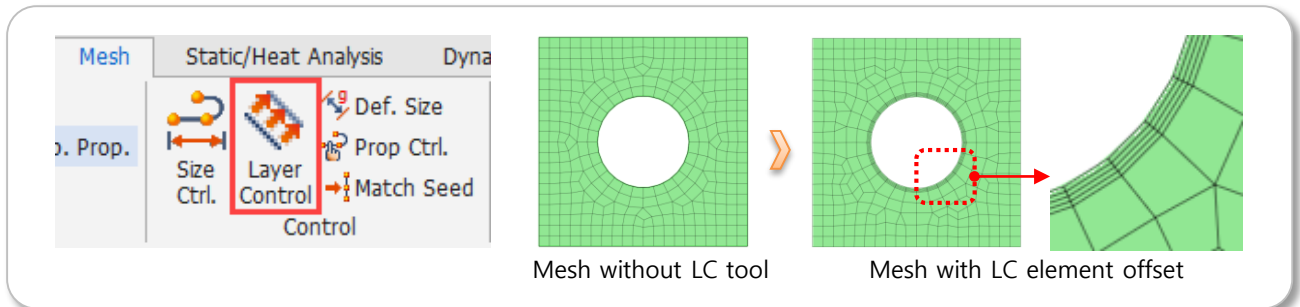 Mesh Static/Heat Analysis Dyna
Def. Size
o. Prop.
Prop Ctrl.
Size Ctrl.
Layer Control
Match Seed
Control
Mesh without LC tool
Mesh with LC element offset